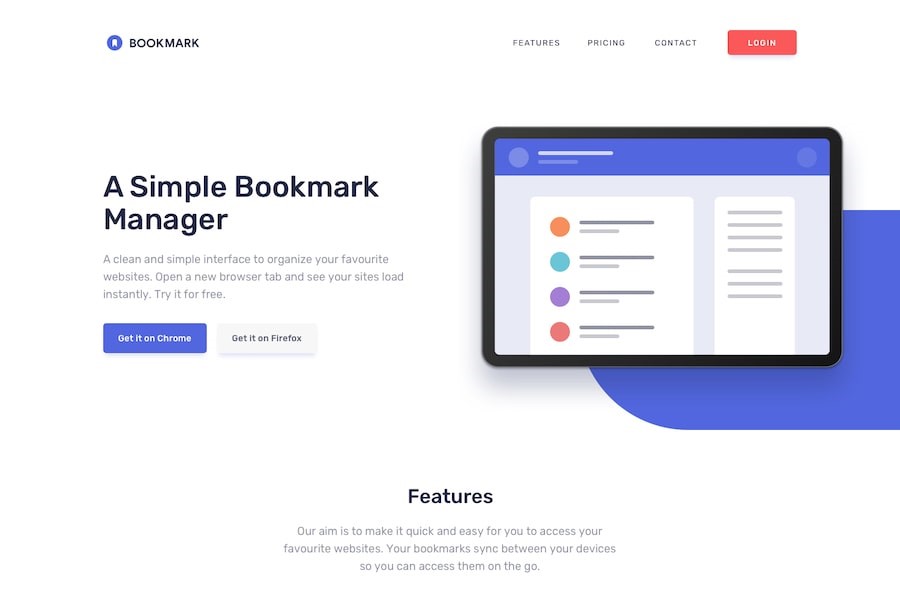 BOOKMARK
FEATURES
PRICING
CONTACT
LOGIN
A Simple Bookmark
Manager
A clean and simple interface to organize your favourite
websites. Open a new browser tab and see your sites load
instantly. Try it for free.
Get it on Chrome
Get it on Firefox
Features
Our aim is to make it quick and easy for you to access your
favourite websites. Your bookmarks sync between your devices
so you can access them on the go.